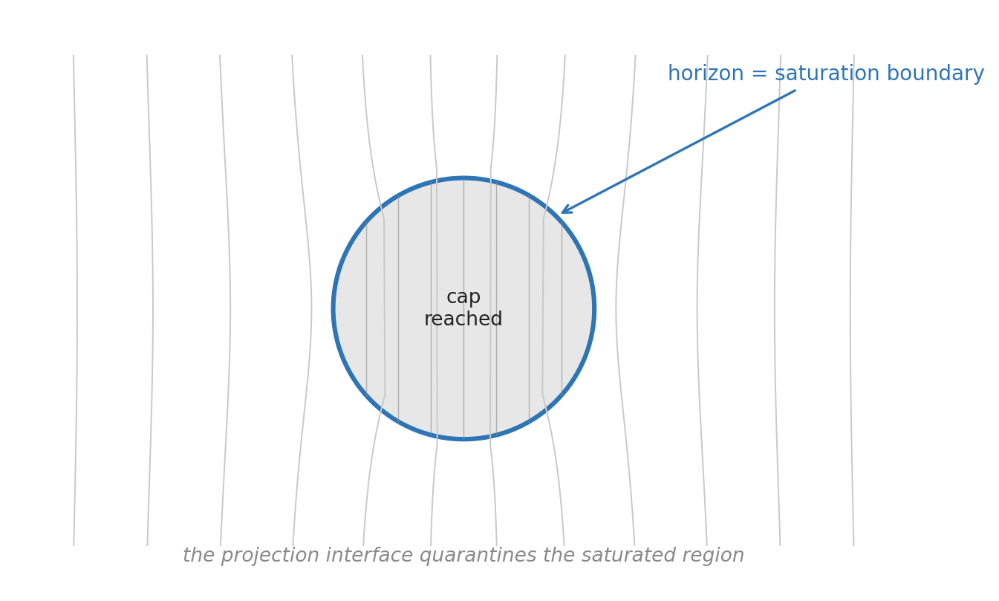 horizon = saturation boundary
cap
reached
the projection interface quarantines the saturated region